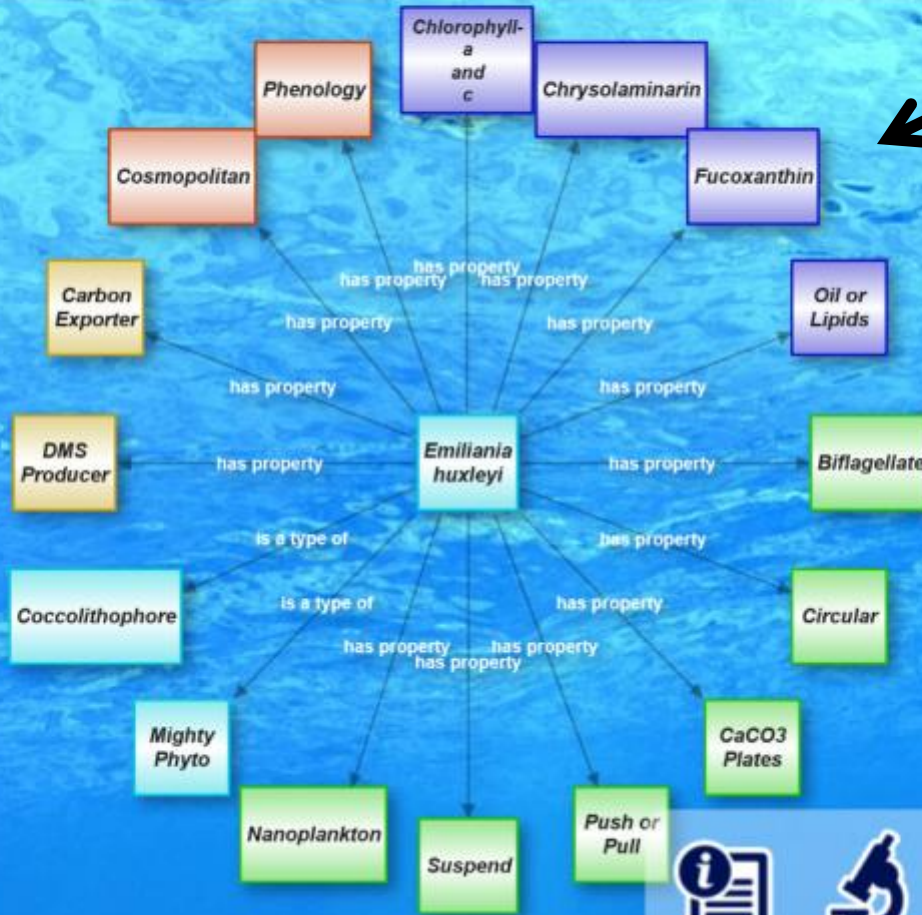 Chlorophyll-
a
and
c
Phenology
Chrysolaminarin
Cosmopolitan
Fucoxanthin
has property
has property
has property
Carbon
Exporter
Oil or
Lipids
has property
has property
has property
has property
DMS
Producer
has property
Emiliania
huxleyi
has property
Biflagellate
is a type of
has property
Coccolithophore
is a type of
has property
Circular
has property
has property
has property
Mighty
Phyto
CaCO3
Plates
Nanoplankton
Suspend
Push or
Pull
i